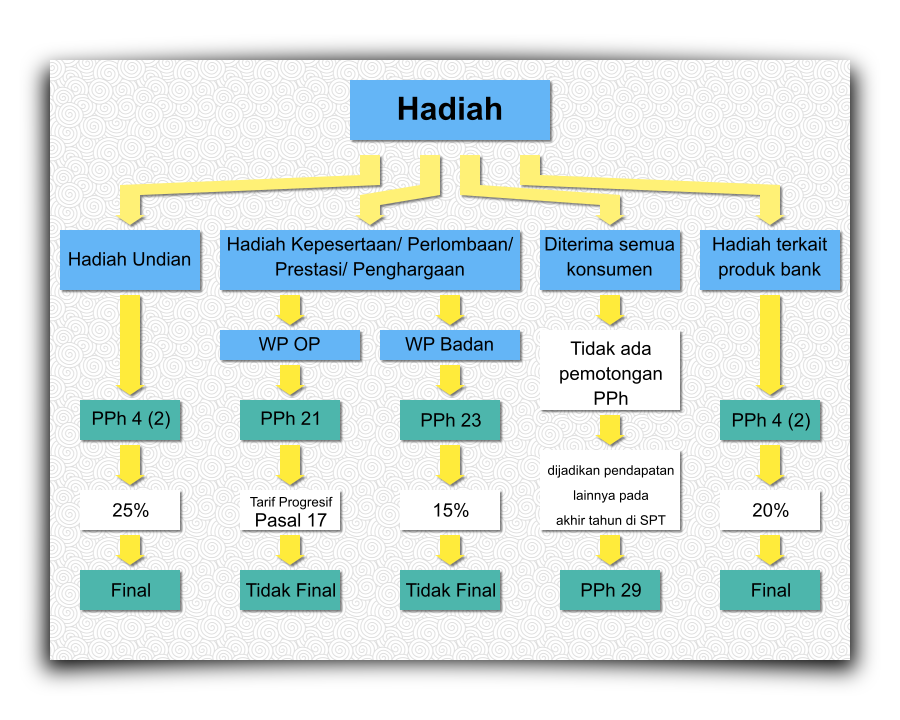 Hadiah
Hadiah Undian
Hadiah Kepesertaan/ Perlombaan/
Prestasi/ Penghargaan
Diterima semua
konsumen
Hadiah terkait
produk bank
WP OP
WP Badan
Tidak ada
pemotongan
PPh
PPh 4 (2)
PPh 21
PPh 23
PPh 4 (2)
dijadikan pendapatan
lainnya pada
akhir tahun di SPT
25%
Tarif Progresif
Pasal 17
15%
20%
Final
Tidak Final
Tidak Final
PPh 29
Final